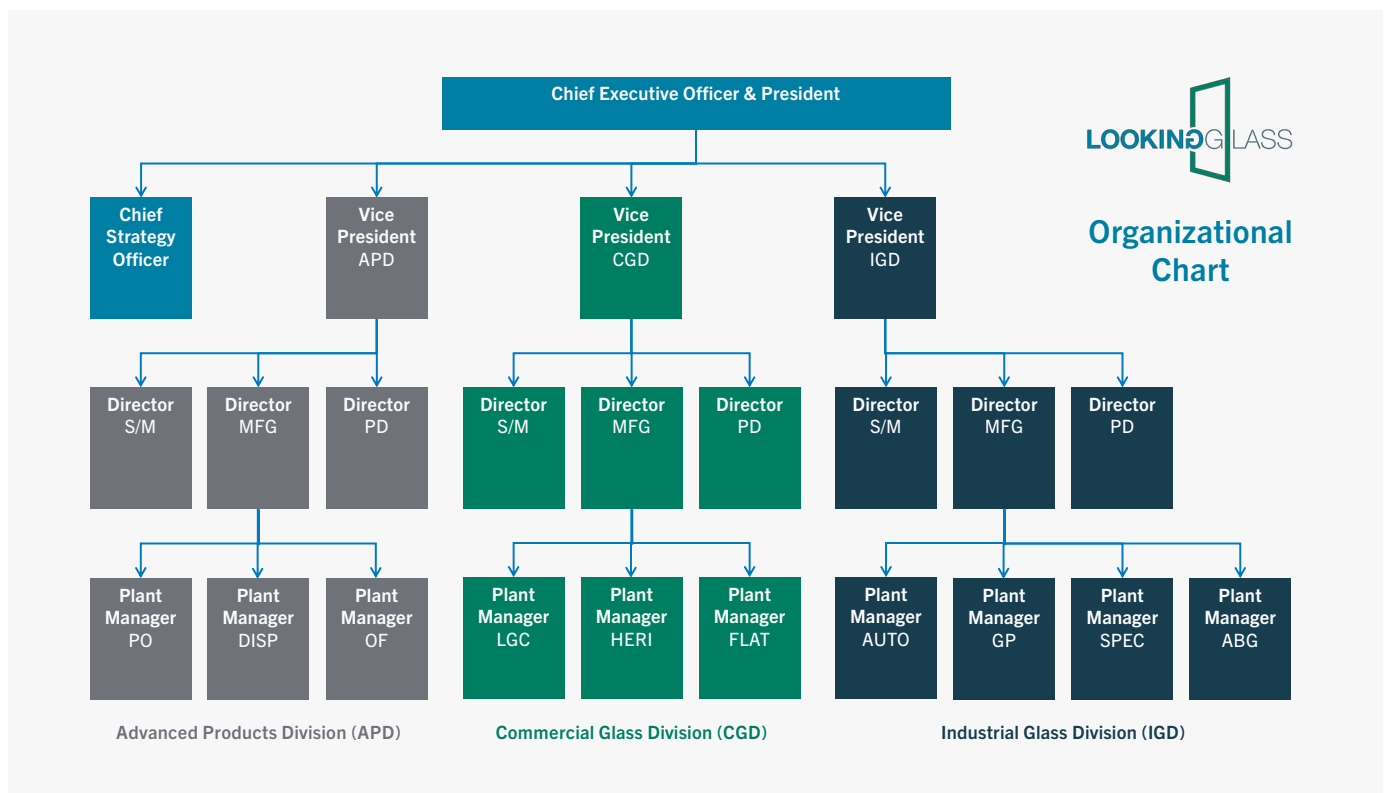 Chief Executive Officer & President
LOOKINGGLASS
Organizational
Chart
Chief
Strategy
Officer
Vice
President
APD
Vice
President
CGD
Vice
President
IGD
Director
S/M
Director
MFG
Director
PD
Director
S/M
Director
MFG
Director
PD
Director
S/M
Director
MFG
Director
PD
Plant
Manager
PO
Plant
Manager
DISP
Plant
Manager
OF
Plant
Manager
LGC
Plant
Manager
HERI
Plant
Manager
FLAT
Plant
Manager
AUTO
Plant
Manager
GP
Plant
Manager
SPEC
Plant
Manager
ABG
Advanced Products Division (APD)
Commercial Glass Division (CGD)
Industrial Glass Division (IGD)